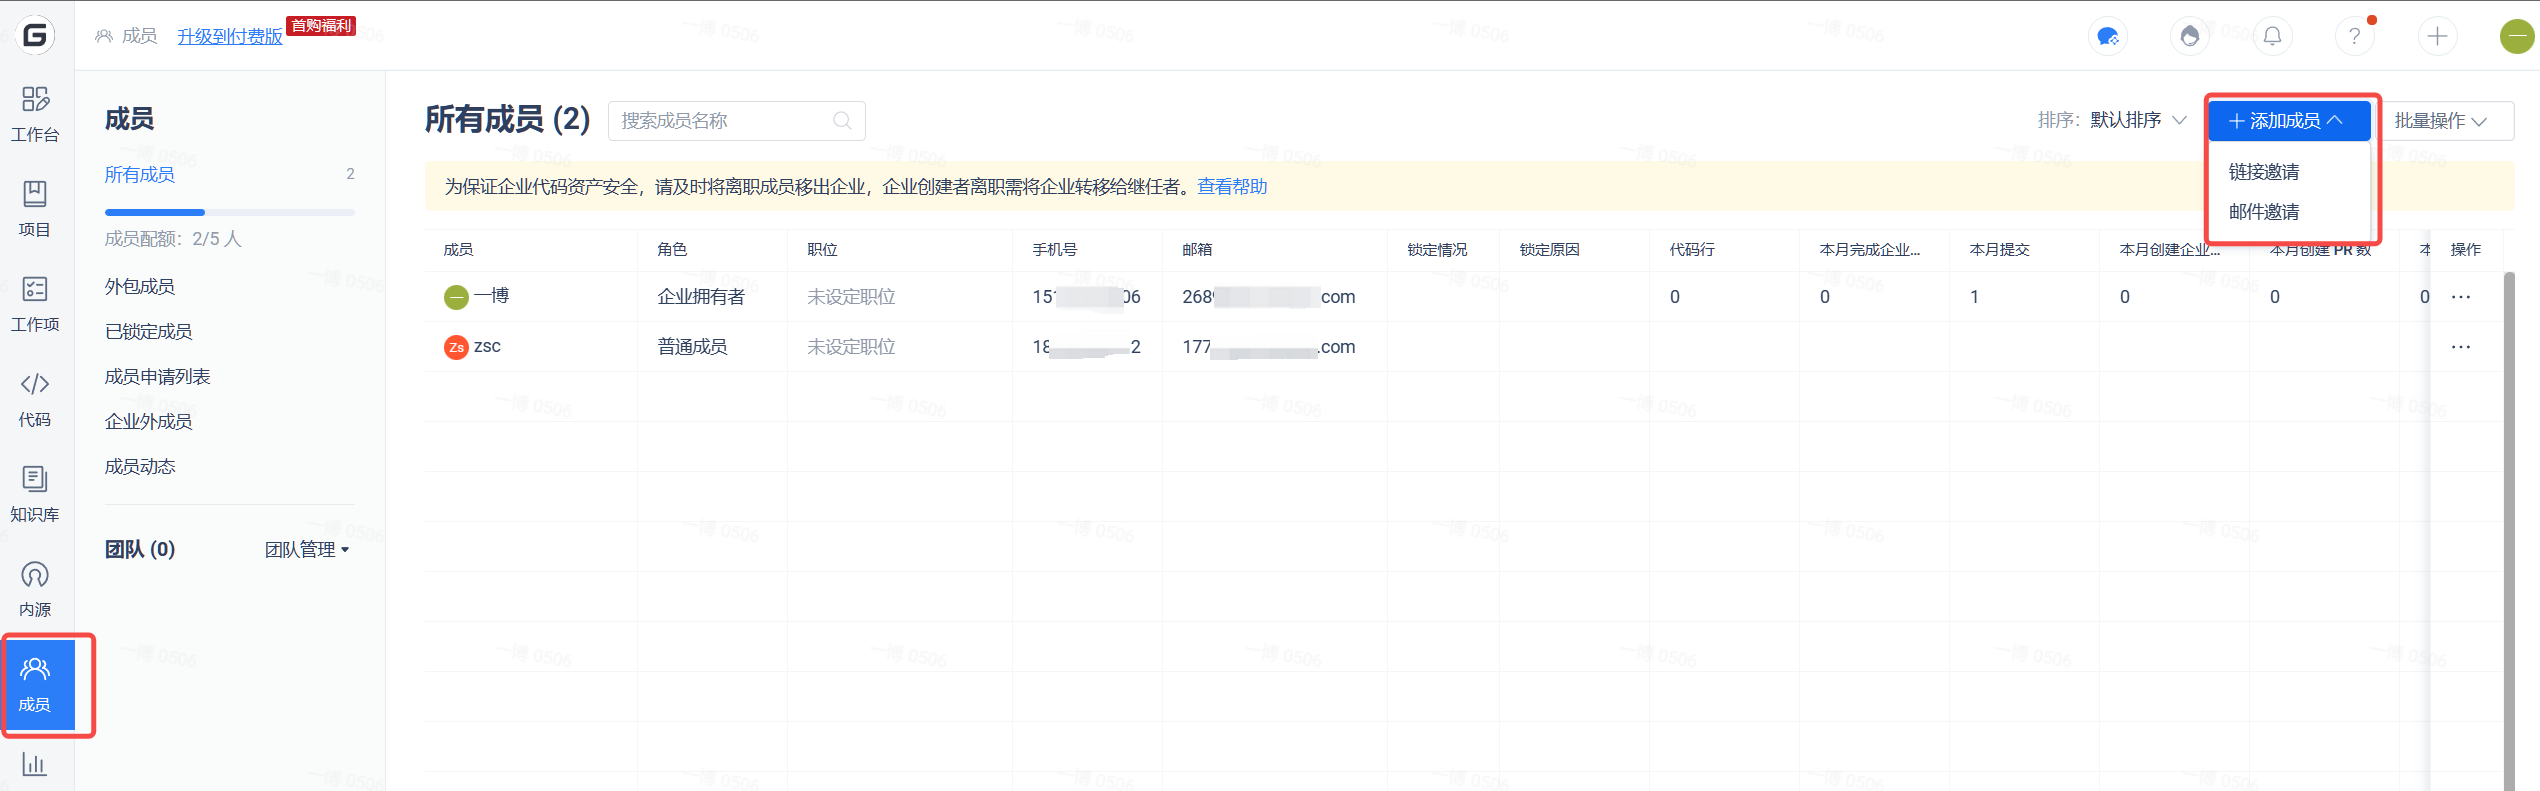 成员 升级到付费版 首购福利
工作台
项目
工作项
代码
知识库
内源
成员
成员
所有成员 2
成员配额：2/5 人
外包成员
已锁定成员
成员申请列表
企业外成员
成员动态
团队 (0) 团队管理
所有成员 (2) 搜索成员名称 排序：默认排序 添加成员 批量操作
链接邀请
邮件邀请
为保证企业代码资产安全，请及时将离职成员移出企业，企业创建者离职需将企业转移给继任者。查看帮助
成员 角色 职位 手机号 邮箱 锁定情况 锁定原因 代码行 本月完成企业... 本月提交 本月创建企业... 本月创建 PR 数 本 操作
一博 企业拥有者 未设定职位 151 06 268 com 0 0 1 0 0 0 ...
Zs zsc 普通成员 未设定职位 18 2 177 .com ...
一博 0506